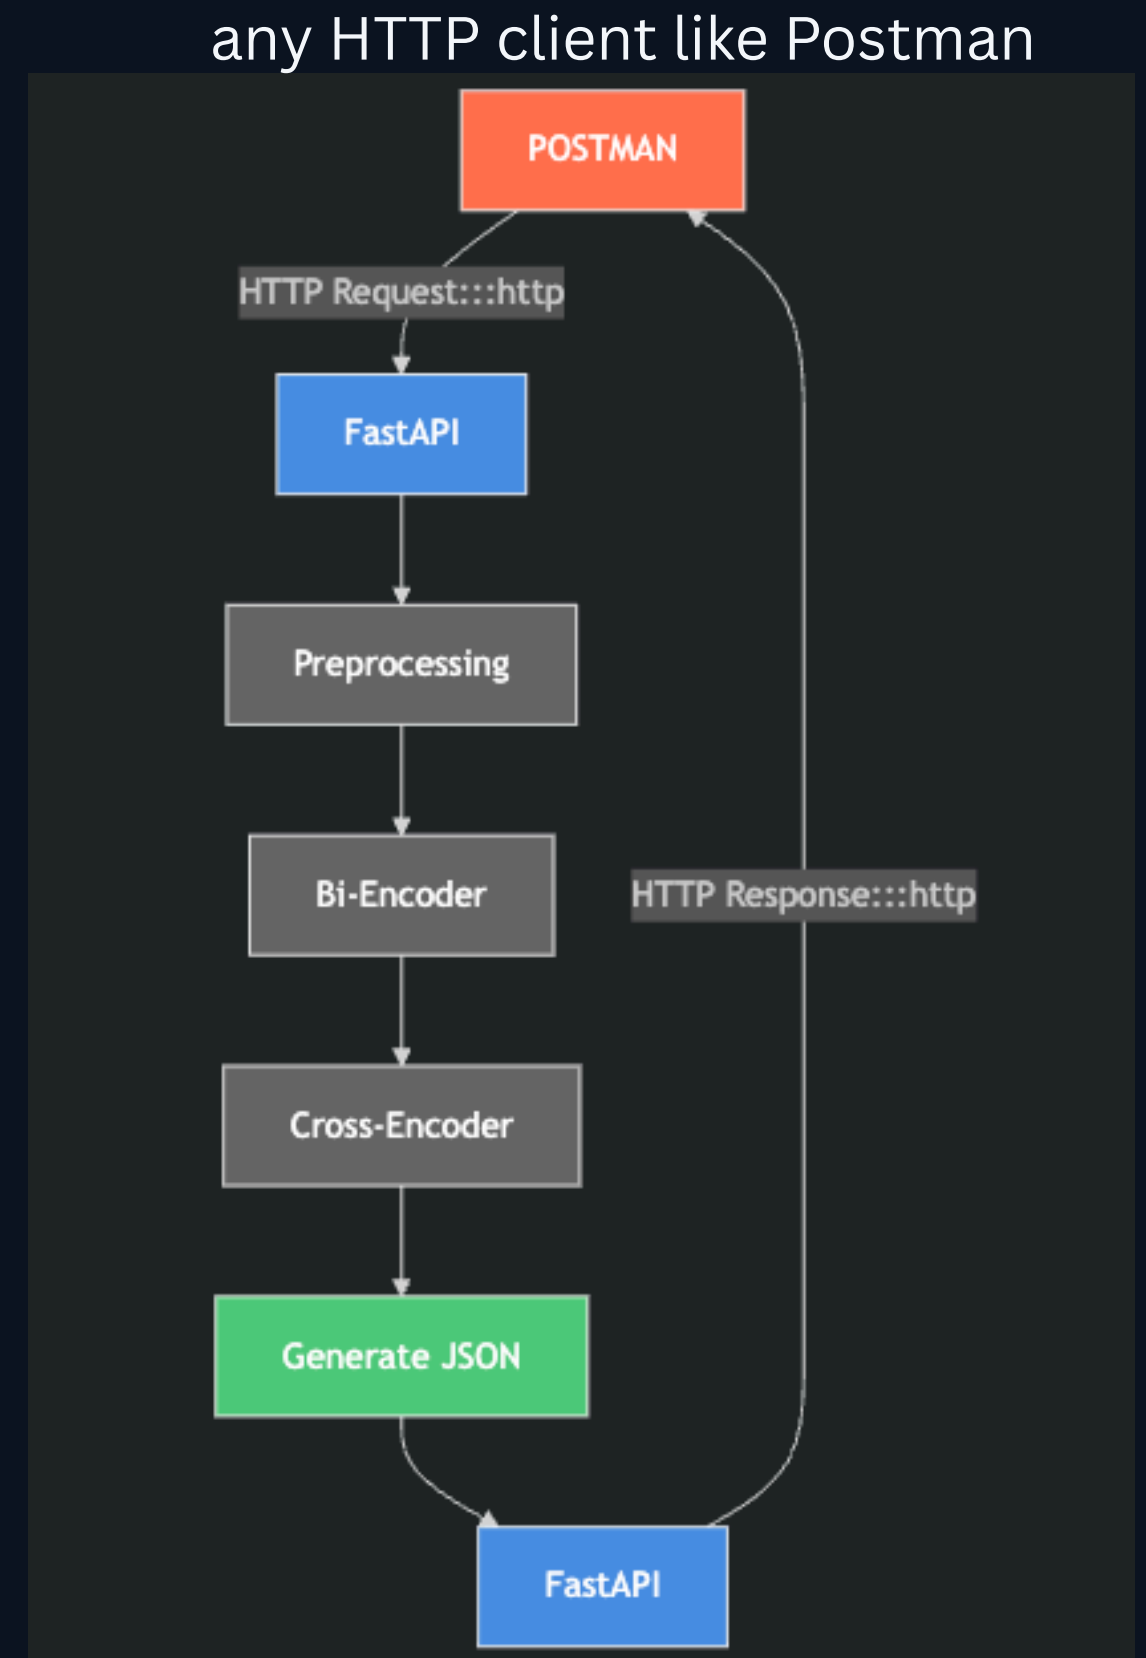 any HTTP client like Postman
POSTMAN
HTTP Request:::http
FastAPI
Preprocessing
Bi-Encoder
HTTP Response:::http
Cross-Encoder
Generate JSON
FastAPI